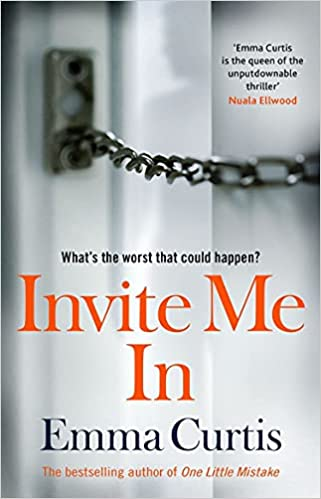 'Emma Curtis
is the queen of the
unputdownable
thriller'
Nuala Ellwood
What's the worst that could happen?
Invite Me
In
Emma Curtis
The bestselling author of One Little Mistake